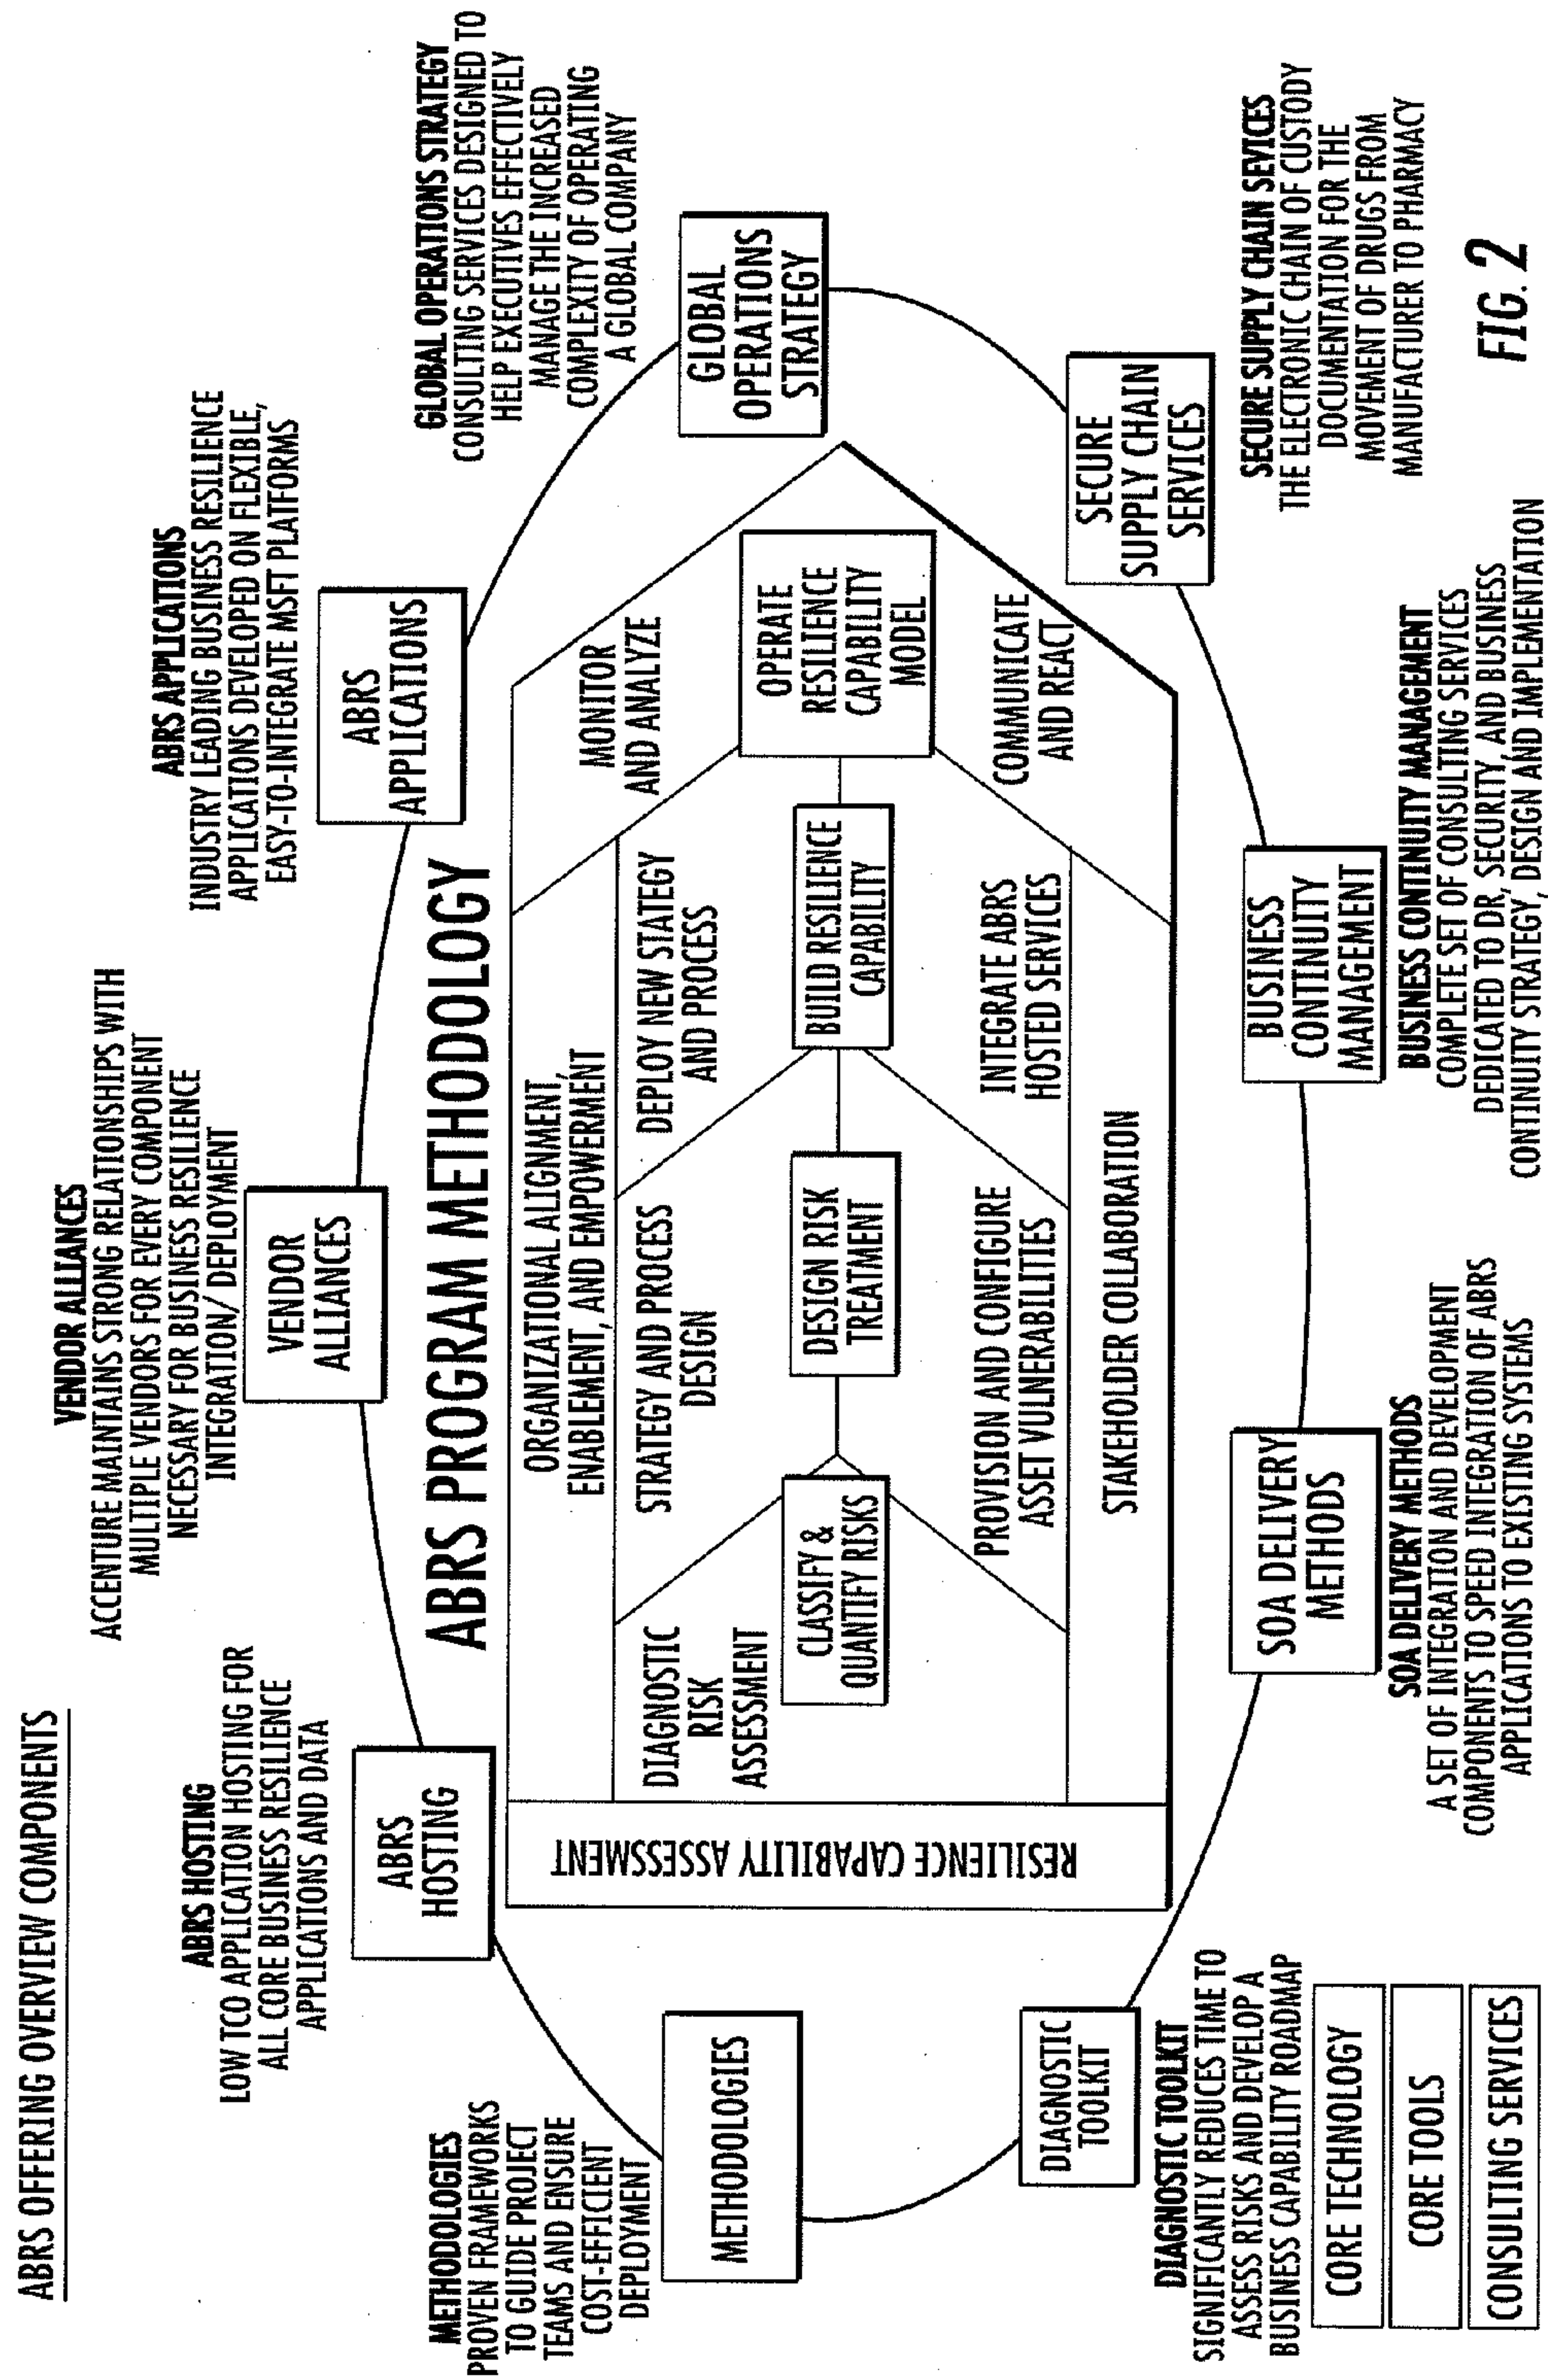 ABRS OFFERING OVERVIEW COMPONENTS
VENDOR ALLIANCES
ACCENTURE MAINTAINS STRONG RELATIONSHIPS WITH
MULTIPLE VENDORS FOR EVERY COMPONENT
NECESSARY FOR BUSINESS RESILIENCE
INTEGRATION/ DEPLOYMENT
ABRS APPLICATIONS
INDUSTRY LEADING BUSINESS RESILIENCE
APPLICATIONS DEVELOPED ON FLEXIBLE,
EASY-TO-INTEGRATE MSFT PLATFORMS
ABRS HOSTING
LOW TCO APPLICATION HOSTING FOR
ALL CORE BUSINESS RESILIENCE
APPLICATIONS AND DATA
GLOBAL OPERATIONS STRATEGY
CONSULTING SERVICES DESIGNED TO
HELP EXECUTIVES EFFECTIVELY
MANAGE THE INCREASED
COMPLEXITY OF OPERATING
A GLOBAL COMPANY
METHODOLOGIES
PROVEN FRAMEWORKS
TO GUIDE PROJECT
TEAMS AND ENSURE
COST-EFFICIENT
DEPLOYMENT
VENDOR
ALLIANCES
ABRS
APPLICATIONS
ABRS
HOSTING
GLOBAL
OPERATIONS
STRATEGY
METHODOLOGIES
ABRS PROGRAM METHODOLOGY
RESILIENCE CAPABILITY ASSESSMENT
ORGANIZATIONAL ALIGNMENT,
ENABLEMENT, AND EMPOWERMENT
MONITOR
AND ANALYZE
DIAGNOSTIC
RISK
ASSESSMENT
STRATEGY AND PROCESS
DESIGN
DEPLOY NEW STATEGY
AND PROCESS
CLASSIFY &
QUANTIFY RISKS
DESIGN RISK
TREATMENT
BUILD RESILIENCE
CAPABILITY
OPERATE
RESILIENCE
CAPABILITY
MODEL
PROVISION AND CONFIGURE
ASSET VULNERABILITIES
INTEGRATE ABRS
HOSTED SERVICES
COMMUNICATE
AND REACT
STAKEHOLDER COLLABORATION
DIAGNOSTIC
TOOLKIT
SOA DELIVERY
METHODS
BUSINESS
CONTINUITY
MANAGEMENT
SECURE
SUPPLY CHAIN
SERVICES
DIAGNOSTIC TOOLKIT
SIGNIFICANTLY REDUCES TIME TO
ASSESS RISKS AND DEVELOP A
BUSINESS CAPABILITY ROADMAP
SOA DELIVERY METHODS
A SET OF INTEGRATION AND DEVELOPMENT
COMPONENTS TO SPEED INTEGRATION OF ABRS
APPLICATIONS TO EXISTING SYSTEMS
BUSINESS CONTINUITY MANAGEMENT
COMPLETE SET OF CONSULTING SERVICES
DEDICATED TO DR, SECURITY, AND BUSINESS
CONTINUITY STRATEGY, DESIGN AND IMPLEMENTATION
SECURE SUPPLY CHAIN SEVICES
THE ELECTRONIC CHAIN OF CUSTODY
DOCUMENTATION FOR THE
MOVEMENT OF DRUGS FROM
MANUFACTURER TO PHARMACY
CORE TECHNOLOGY
CORE TOOLS
CONSULTING SERVICES
FIG. 2